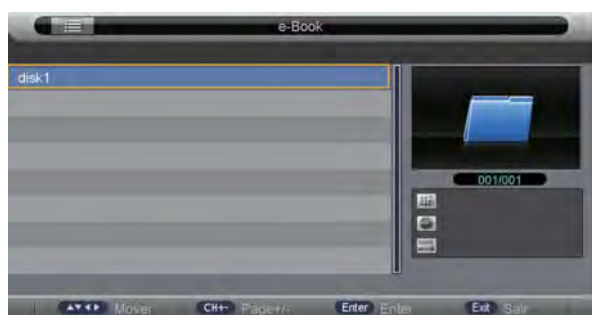 e-Book
disk1
001/001
▲▼◄► Mover CH+- Page+/- Enter Enter Exit Sair